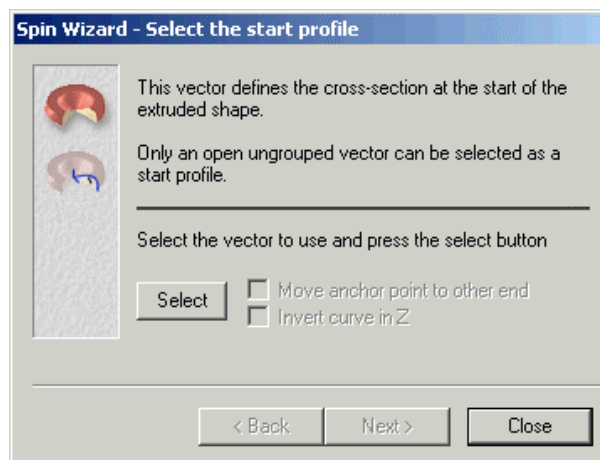 Spin Wizard - Select the start profile
This vector defines the cross-section at the start of the
extruded shape.
Only an open ungrouped vector can be selected as a
start profile.
Select the vector to use and press the select button
Select
Move anchor point to other end
Invert curve in Z
< Back
Next >
Close